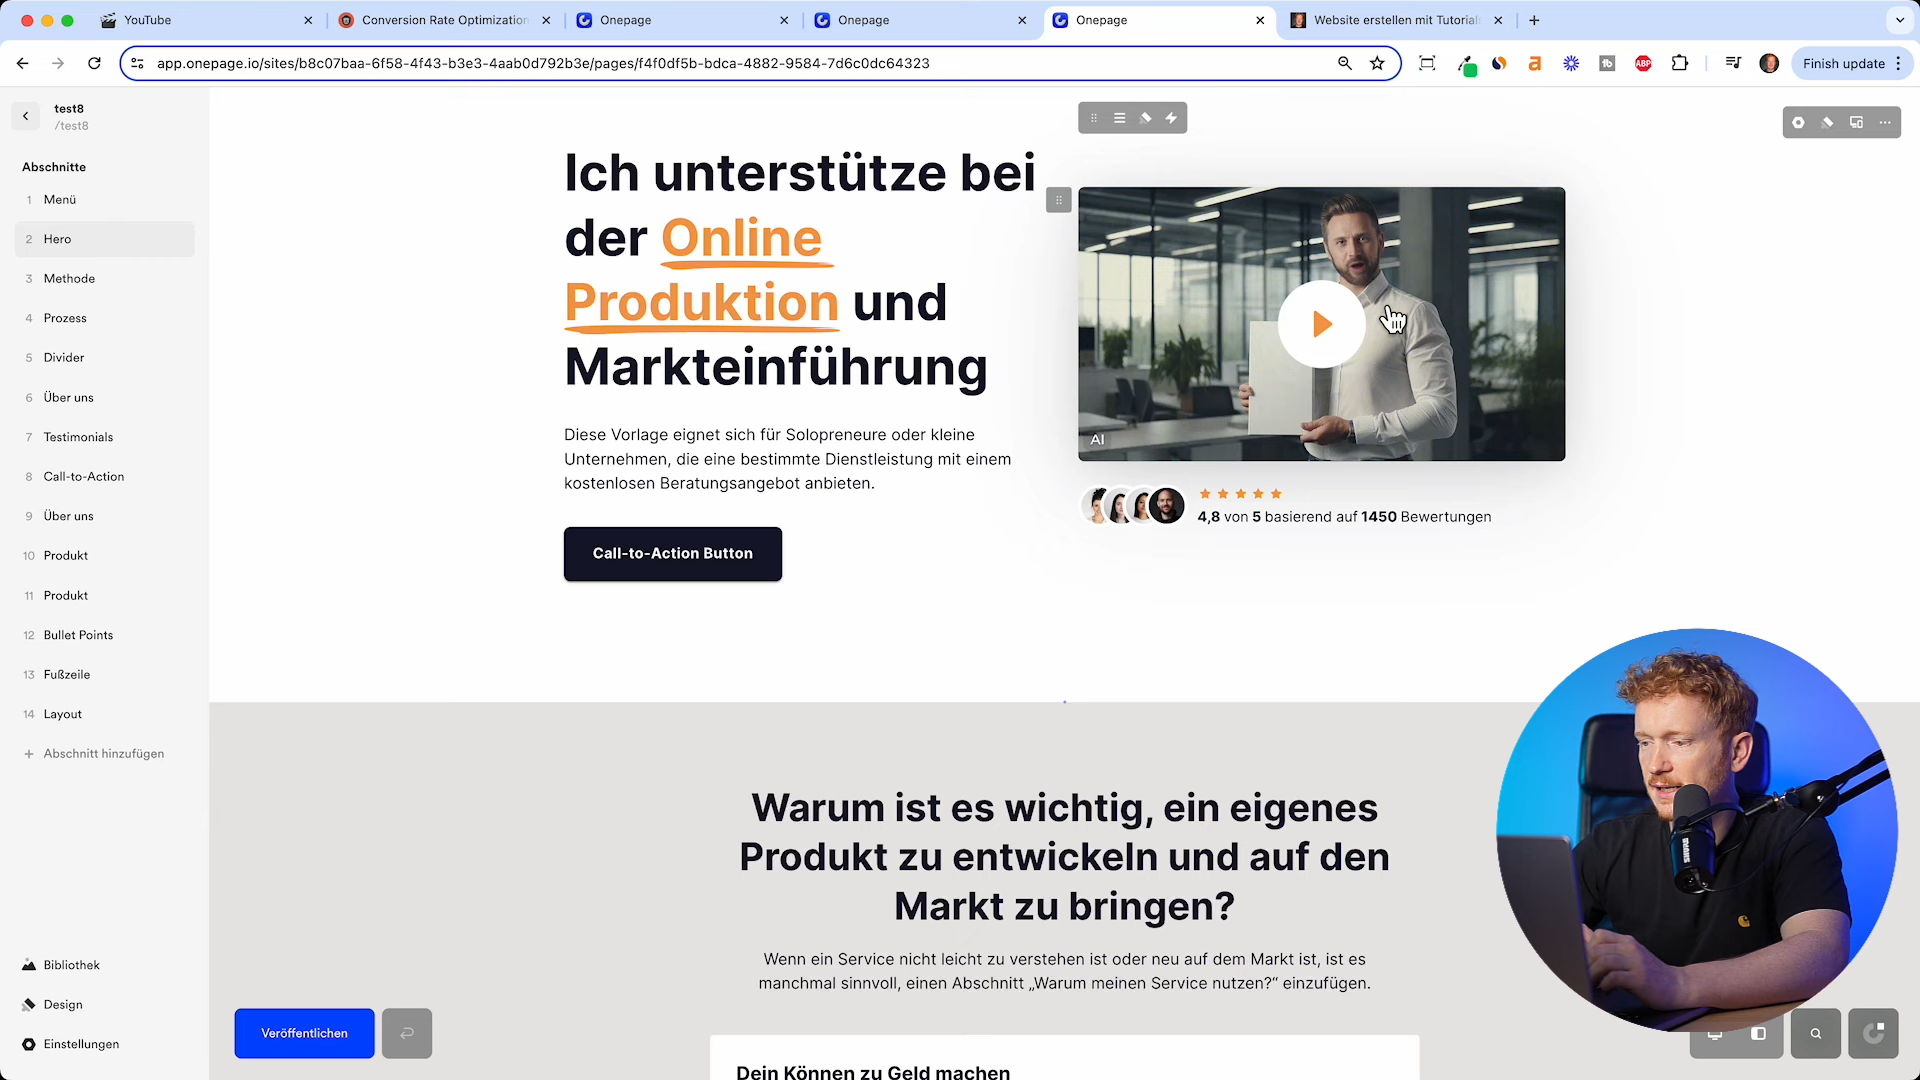 YouTube
Conversion Rate Optimization
Onepage
Onepage
Onepage
Website erstellen mit Tutorial
app.onepage.io/sites/b8c07baa-6f58-4f43-b3e3-4aab0d792b3e/pages/f4f0df5b-bdca-4882-9584-7d6c0dc64323
a
tb
ABP
Finish update
test8
/test8
Abschnitte
1 Menü
2 Hero
3 Methode
4 Prozess
5 Divider
6 Über uns
7 Testimonials
8 Call-to-Action
9 Über uns
10 Produkt
11 Produkt
12 Bullet Points
13 Fußzeile
14 Layout
+ Abschnitt hinzufügen
Bibliothek
Design
Einstellungen
Ich unterstütze bei
der Online
Produktion und
Markteinführung
Diese Vorlage eignet sich für Solopreneure oder kleine
Unternehmen, die eine bestimmte Dienstleistung mit einem
kostenlosen Beratungsangebot anbieten.
Call-to-Action Button
AI
4,8 von 5 basierend auf 1450 Bewertungen
Warum ist es wichtig, ein eigenes
Produkt zu entwickeln und auf den
Markt zu bringen?
Wenn ein Service nicht leicht zu verstehen ist oder neu auf dem Markt ist, ist es
manchmal sinnvoll, einen Abschnitt „Warum meinen Service nutzen?“ einzufügen.
Dein Können zu Geld machen
Veröffentlichen
SHURE